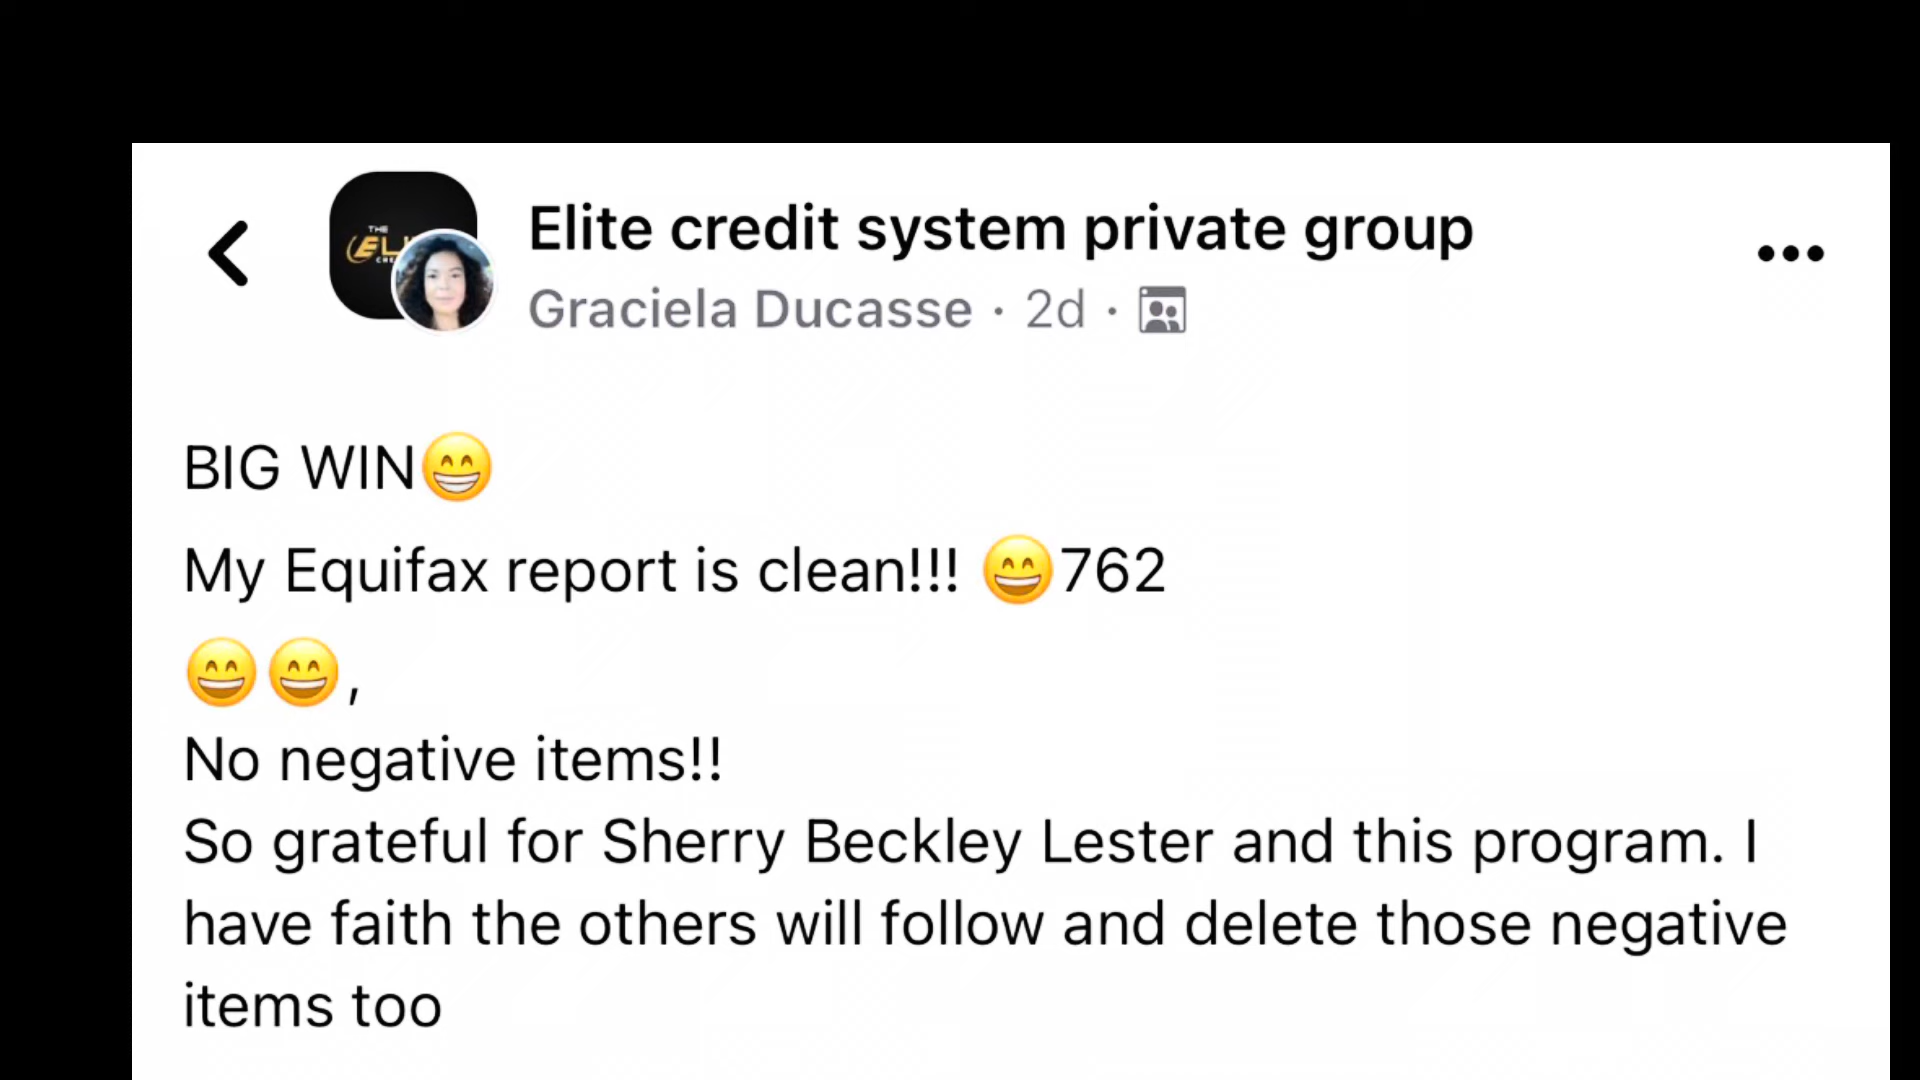 THE
Elite credit system private group
Graciela Ducasse · 2d ·
BIG WIN😁
My Equifax report is clean!!! 😄762
😄😄,
No negative items!!
So grateful for Sherry Beckley Lester and this program. I
have faith the others will follow and delete those negative
items too